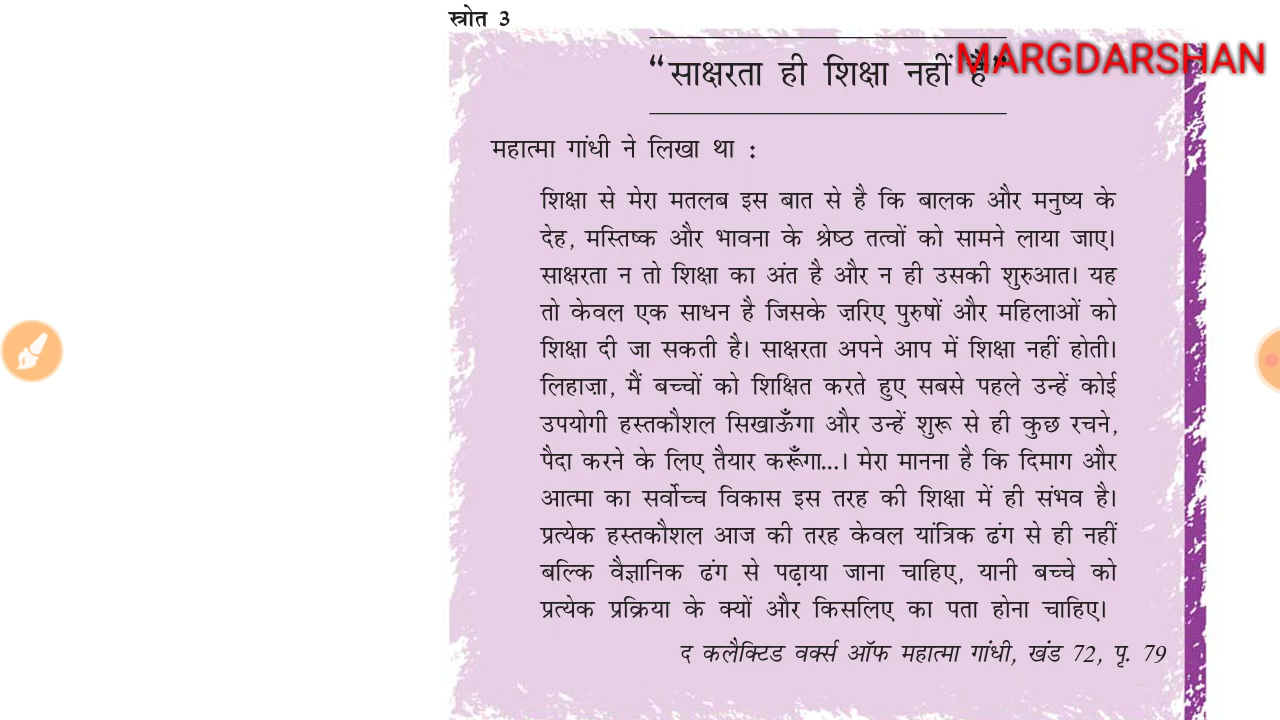 स्रोत 3
MARGDARSHAN
“साक्षरता ही शिक्षा नहीं है”
महात्मा गांधी ने लिखा था :
शिक्षा से मेरा मतलब इस बात से है कि बालक और मनुष्य के
देह, मस्तिष्क और भावना के श्रेष्ठ तत्वों को सामने लाया जाए।
साक्षरता न तो शिक्षा का अंत है और न ही उसकी शुरुआत। यह
तो केवल एक साधन है जिसके ज़रिए पुरुषों और महिलाओं को
शिक्षा दी जा सकती है। साक्षरता अपने आप में शिक्षा नहीं होती।
लिहाज़ा, मैं बच्चों को शिक्षित करते हुए सबसे पहले उन्हें कोई
उपयोगी हस्तकौशल सिखाऊँगा और उन्हें शुरू से ही कुछ रचने,
पैदा करने के लिए तैयार करूँगा...। मेरा मानना है कि दिमाग और
आत्मा का सर्वोच्च विकास इस तरह की शिक्षा में ही संभव है।
प्रत्येक हस्तकौशल आज की तरह केवल यांत्रिक ढंग से ही नहीं
बल्कि वैज्ञानिक ढंग से पढ़ाया जाना चाहिए, यानी बच्चे को
प्रत्येक प्रक्रिया के क्यों और किसलिए का पता होना चाहिए।
द कलैक्टिड वर्क्स ऑफ महात्मा गांधी, खंड 72, पृ. 79